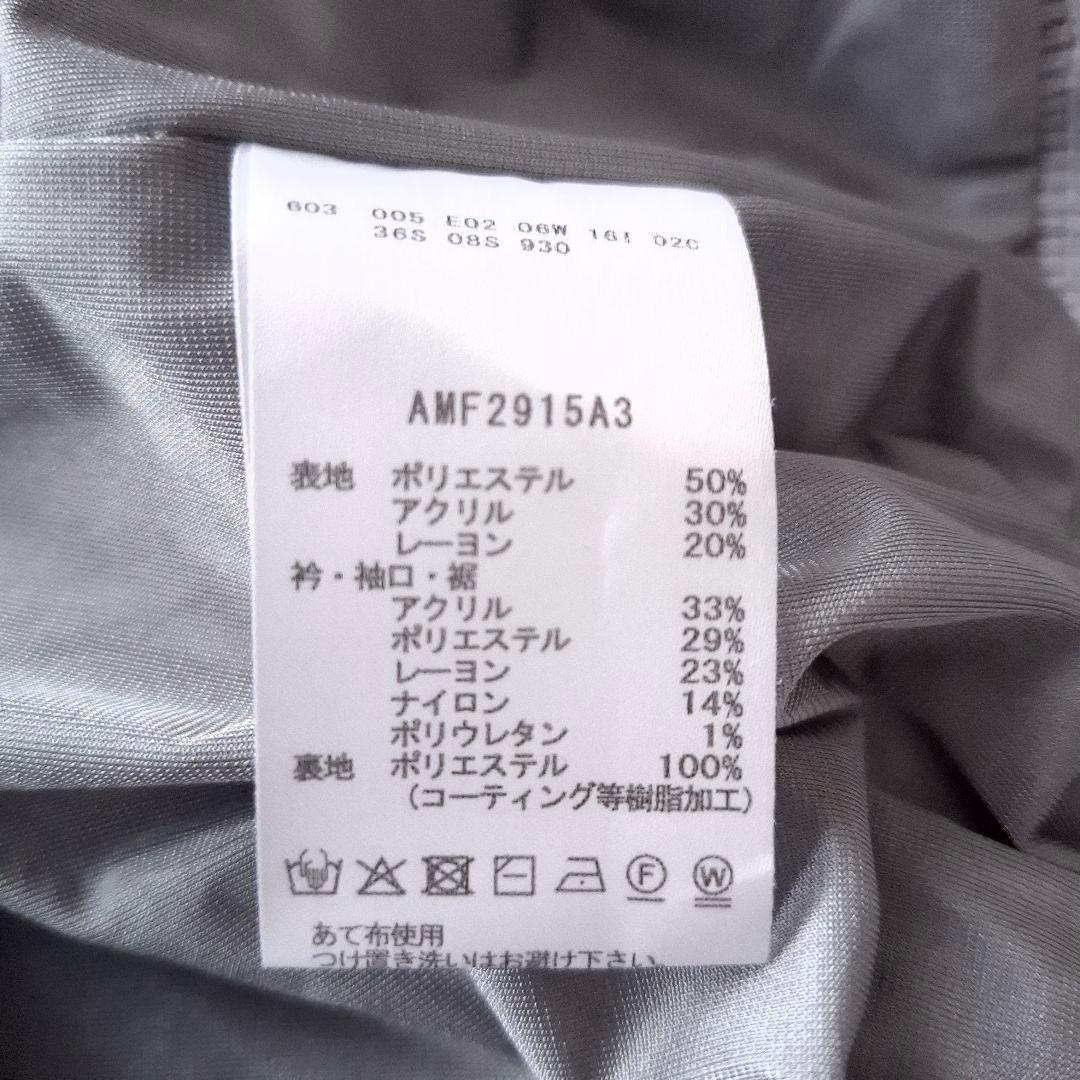 603 005 E02 06W 16! 02C
36S 08S 930
AMF2915A3
表地 ポリエステル 50%
アクリル 30%
レーヨン 20%
衿・袖口・裾
アクリル 33%
ポリエステル 29%
レーヨン 23%
ナイロン 14%
ポリウレタン 1%
裏地 ポリエステル 100%
(コーティング等樹脂加工)
F W
あて布使用
つけ置き洗いはお避け下さい。